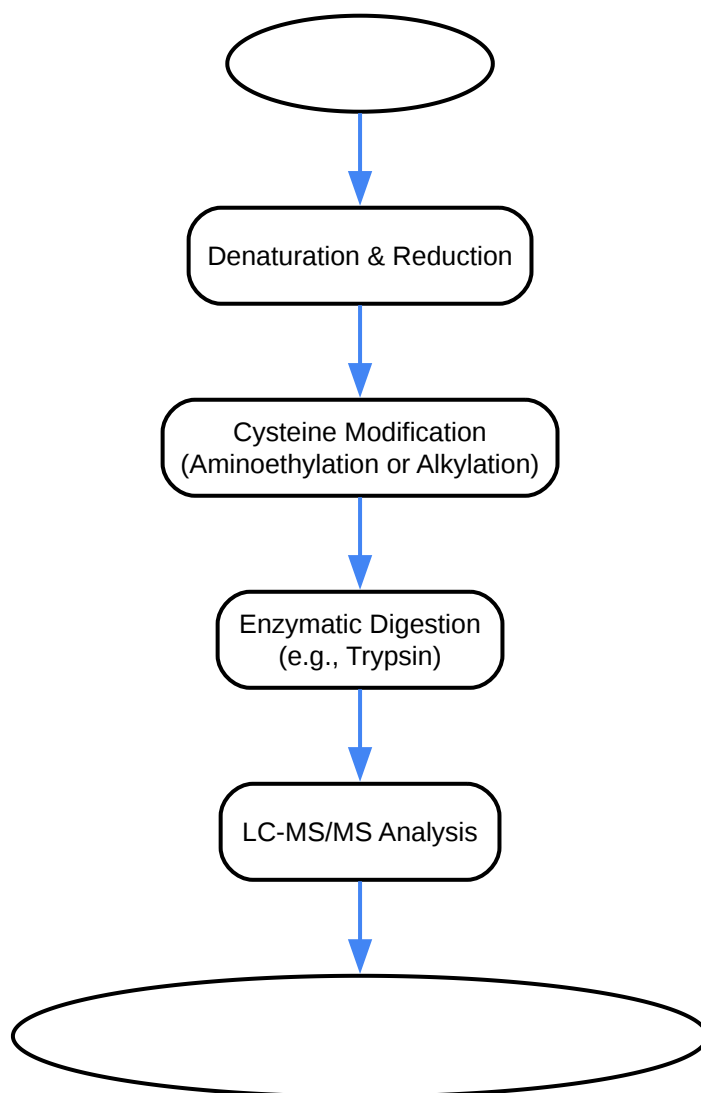 Denaturation & Reduction
Cysteine Modification
(Aminoethylation or Alkylation)
Enzymatic Digestion
(e.g., Trypsin)
LC-MS/MS Analysis